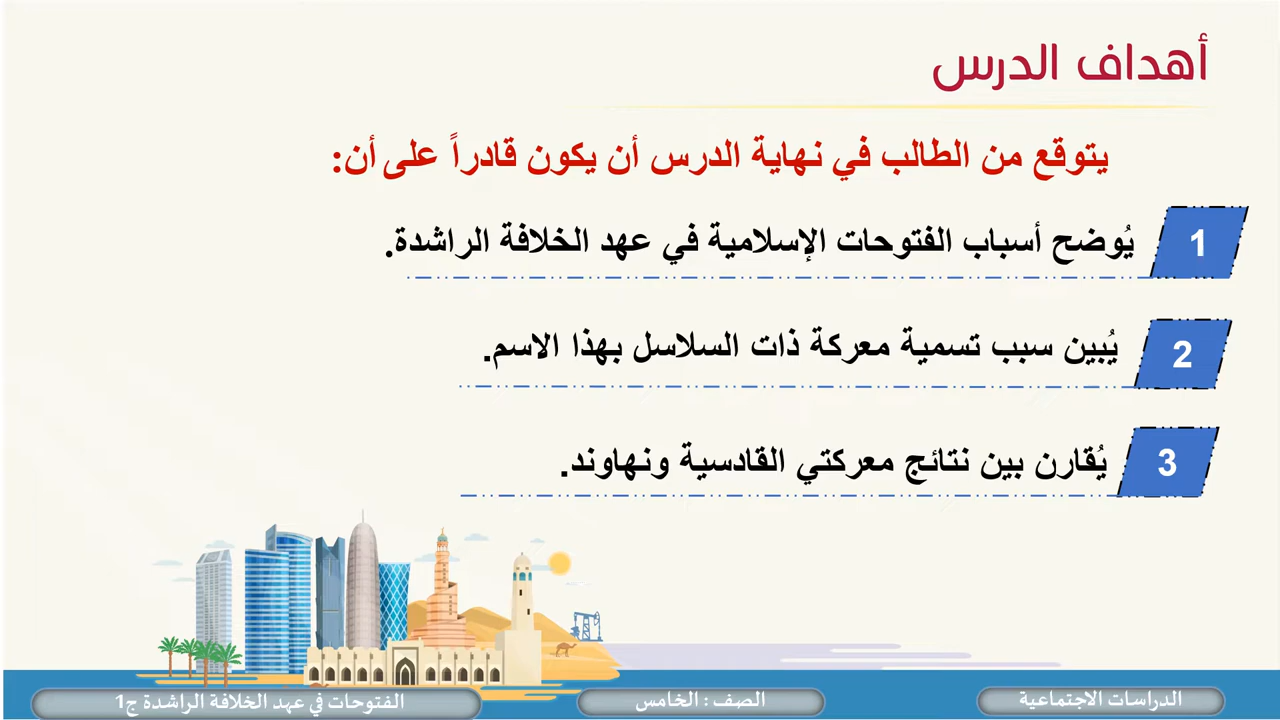 أهداف الدرس
يتوقع من الطالب في نهاية الدرس أن يكون قادراً على أن:
1 يُوضح أسباب الفتوحات الإسلامية في عهد الخلافة الراشدة.
2 يُبين سبب تسمية معركة ذات السلاسل بهذا الاسم.
3 يُقارن بين نتائج معركتي القادسية ونهاوند.
الدراسات الاجتماعية
الصف : الخامس
الفتوحات في عهد الخلافة الراشدة ج1